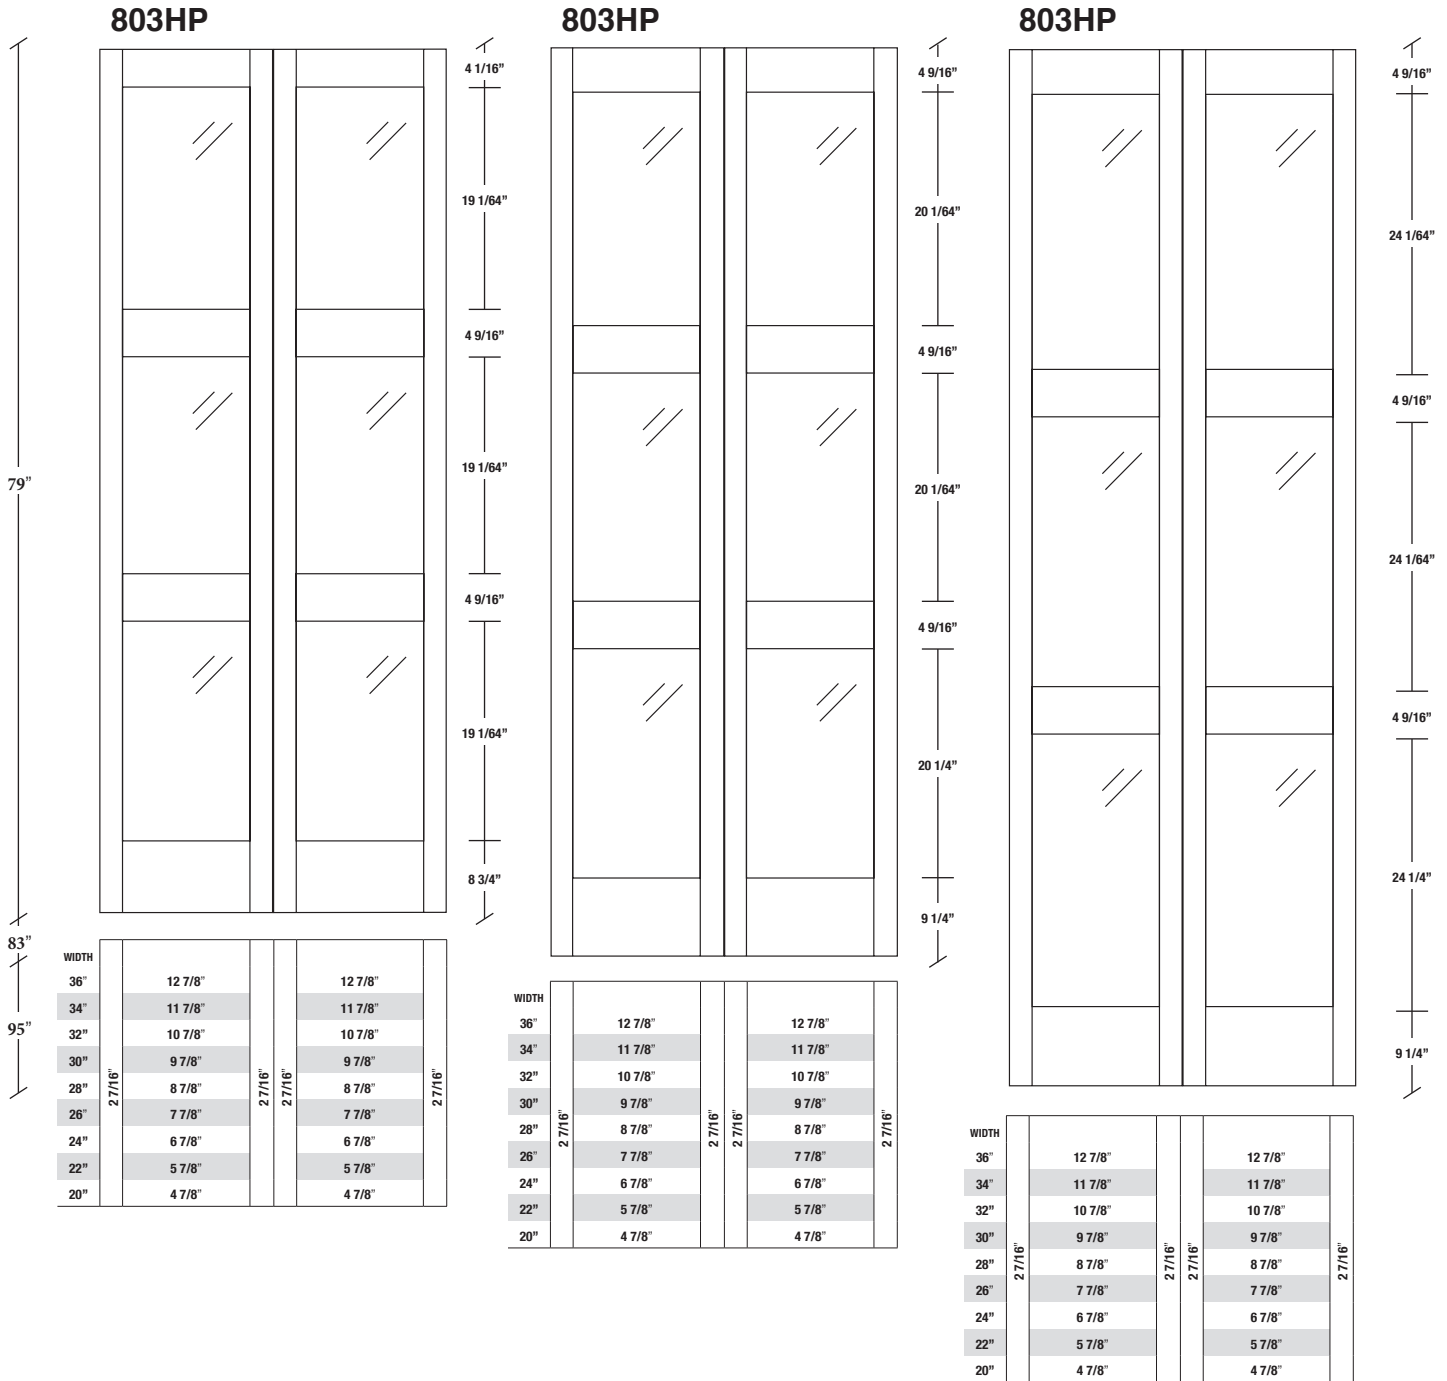 803HP
803HP
803HP
79”
83”
95”
4 1/16”
19 1/64”
4 9/16”
19 1/64”
4 9/16”
19 1/64”
8 3/4”
4 9/16”
20 1/64”
4 9/16”
20 1/64”
4 9/16”
20 1/4”
9 1/4”
4 9/16”
24 1/64”
4 9/16”
24 1/64”
4 9/16”
24 1/4”
9 1/4”
WIDTH
36” 12 7/8” 12 7/8”
34” 11 7/8” 11 7/8”
32” 10 7/8” 10 7/8”
30” 9 7/8” 9 7/8”
28” 8 7/8” 8 7/8”
26” 7 7/8” 7 7/8”
24” 6 7/8” 6 7/8”
22” 5 7/8” 5 7/8”
20” 4 7/8” 4 7/8”
2 7/16” 2 7/16” 2 7/16” 2 7/16”
WIDTH
36” 12 7/8” 12 7/8”
34” 11 7/8” 11 7/8”
32” 10 7/8” 10 7/8”
30” 9 7/8” 9 7/8”
28” 8 7/8” 8 7/8”
26” 7 7/8” 7 7/8”
24” 6 7/8” 6 7/8”
22” 5 7/8” 5 7/8”
20” 4 7/8” 4 7/8”
2 7/16” 2 7/16” 2 7/16” 2 7/16”
WIDTH
36” 12 7/8” 12 7/8”
34” 11 7/8” 11 7/8”
32” 10 7/8” 10 7/8”
30” 9 7/8” 9 7/8”
28” 8 7/8” 8 7/8”
26” 7 7/8” 7 7/8”
24” 6 7/8” 6 7/8”
22” 5 7/8” 5 7/8”
20” 4 7/8” 4 7/8”
2 7/16” 2 7/16” 2 7/16” 2 7/16”